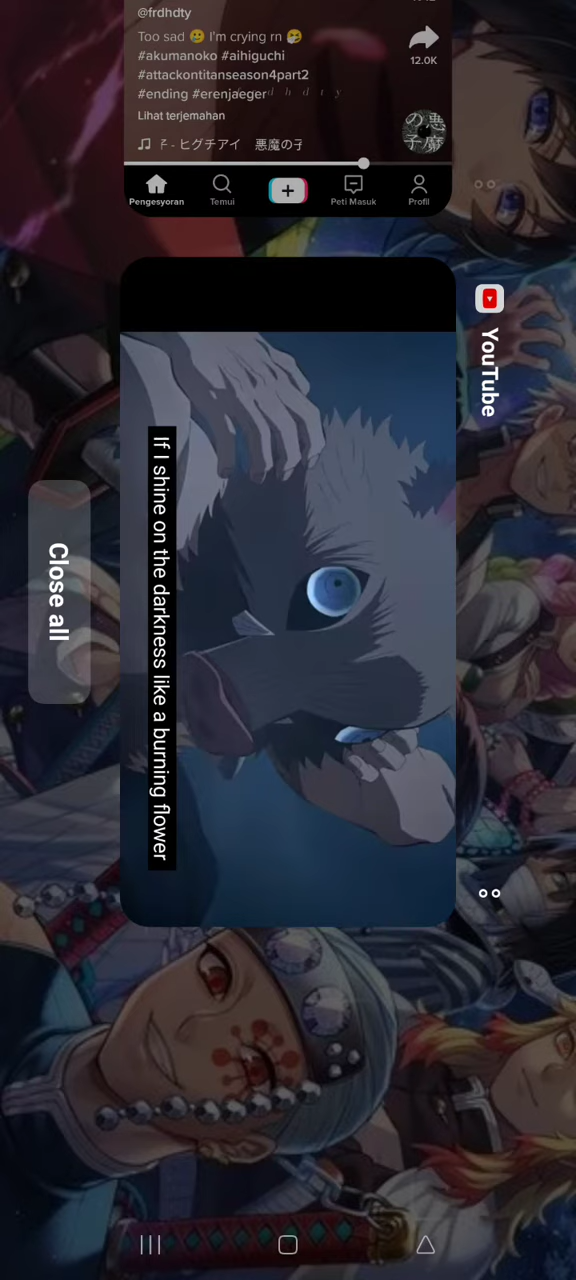 @frdhdty
Too sad 🥲 I'm crying rn 🤧
12.0K
#akumanoko #aihiguchi
#attackontitanseason4part2
#ending #erenjaeger
Lihat terjemahan
- ヒグチアイ 悪魔の子
Pengesyoran
Temui
Peti Masuk
Profil
YouTube
If I shine on the darkness like a burning flower
Close all